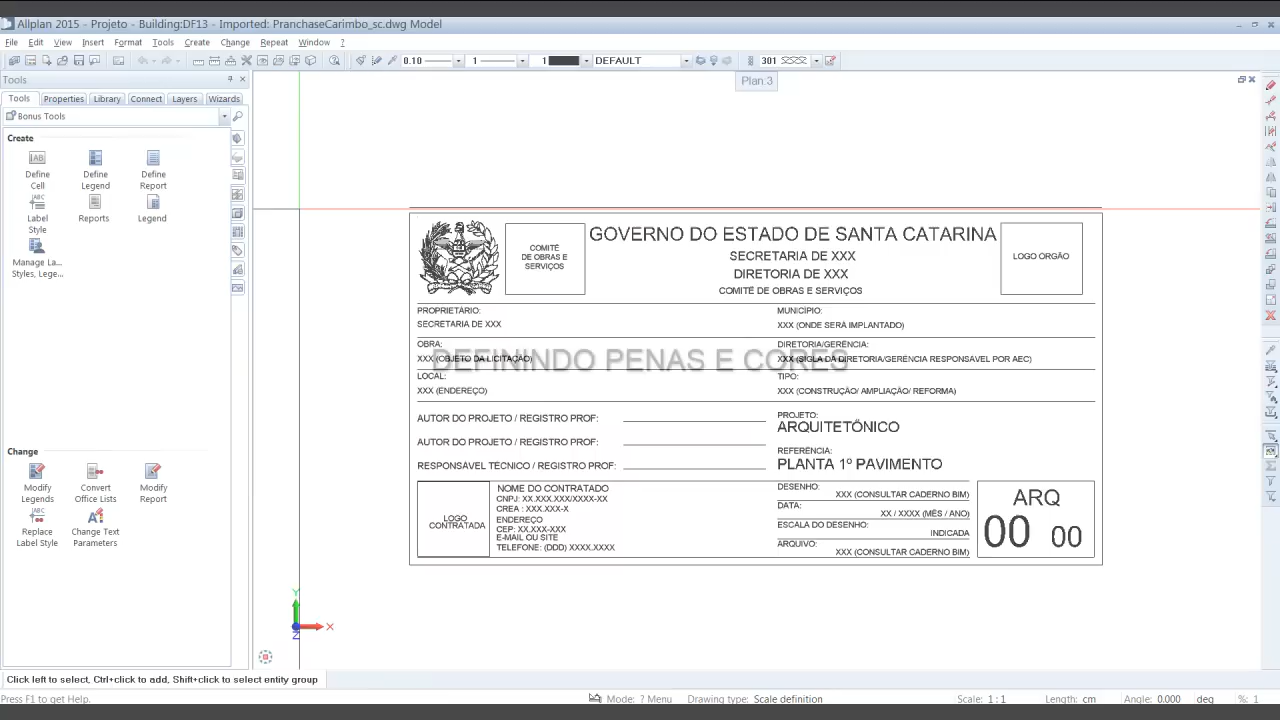 Allplan 2015 - Projeto - Building:DF13 - Imported: PranchaseCarimbo_sc.dwg Model
File Edit View Insert Format Tools Create Change Repeat Window ?
0.10 1 1 DEFAULT 301
Tools
Plan:3
Tools Properties Library Connect Layers Wizards
Bonus Tools
Create
Define Cell
Define Legend
Define Report
Label Style
Reports
Legend
Manage La...
Styles, Lege...
Change
Modify Legends
Convert Office Lists
Modify Report
Replace Label Style
Change Text Parameters
COMITÊ
DE OBRAS E
SERVIÇOS
GOVERNO DO ESTADO DE SANTA CATARINA
SECRETARIA DE XXX
DIRETORIA DE XXX
COMITÊ DE OBRAS E SERVIÇOS
LOGO ORGÃO
PROPRIETÁRIO:
SECRETARIA DE XXX
MUNICÍPIO:
XXX (ONDE SERÁ IMPLANTADO)
OBRA:
XXX (OBJETO DA LICITAÇÃO)
DIRETORIA/GERÊNCIA:
XXX (SIGLA DA DIRETORIA/GERÊNCIA RESPONSÁVEL POR AEC)
DEFININDO PENAS E CORES
LOCAL:
XXX (ENDEREÇO)
TIPO:
XXX (CONSTRUÇÃO/ AMPLIAÇÃO/ REFORMA)
AUTOR DO PROJETO / REGISTRO PROF:
AUTOR DO PROJETO / REGISTRO PROF:
RESPONSÁVEL TÉCNICO / REGISTRO PROF:
PROJETO:
ARQUITETÔNICO
REFERÊNCIA:
PLANTA 1º PAVIMENTO
LOGO
CONTRATADA
NOME DO CONTRATADO
CNPJ: XX.XXX.XXX/XXXX-XX
CREA : XXX.XXX-X
ENDEREÇO
CEP: XX.XXX-XXX
E-MAIL OU SITE
TELEFONE: (DDD) XXXX.XXXX
DESENHO:
XXX (CONSULTAR CADERNO BIM)
DATA:
XX / XXXX (MÊS / ANO)
ESCALA DO DESENHO:
INDICADA
ARQUIVO:
XXX (CONSULTAR CADERNO BIM)
ARQ
00 00
Y
X
Z
Click left to select, Ctrl+click to add, Shift+click to select entity group
Press F1 to get Help.
Mode: ? Menu Drawing type: Scale definition Scale: 1 : 1 Length: cm Angle: 0.000 deg %: 1